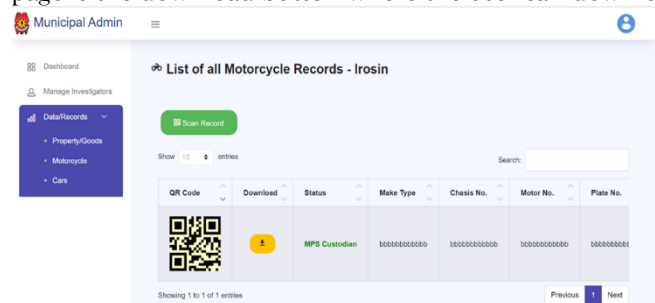 Municipal Admin
Dashboard
Manage Investigators
Data/Records
Property/Goods
Motorcycle
Cars
List of all Motorcycle Records - Irosin
Scan Record
Show 10 entries
Search:
QR Code Download Status Make Type Chasis No. Motor No. Plate No.
MPS Custodian bbbbbbbbbbbb bbbbbbbbbbbb bbbbbbbbbbbb
Showing 1 to 1 of 1 entries
Previous 1 Next